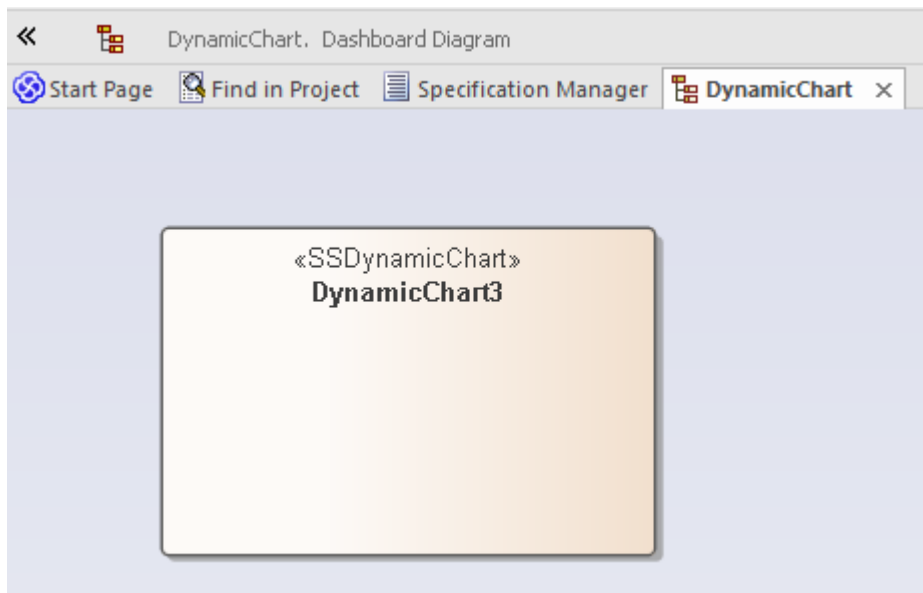 DynamicChart. Dashboard Diagram
Start Page Find in Project Specification Manager DynamicChart
«SSDynamicChart»
DynamicChart3